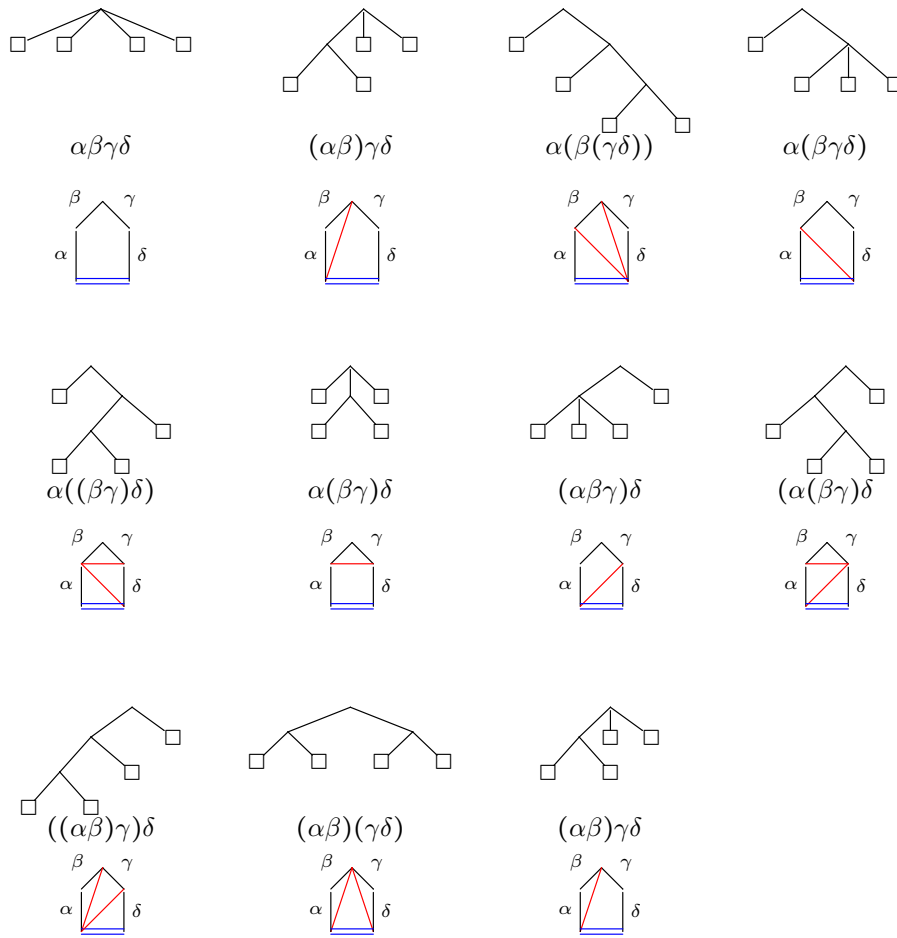 αβγδ (αβ)γδ α(β(γδ)) α(βγδ)
β γ β γ β γ β γ
α δ α δ α δ α δ
α((βγ)δ) α(βγ)δ (αβγ)δ (α(βγ)δ
β γ β γ β γ β γ
α δ α δ α δ α δ
((αβ)γ)δ (αβ)(γδ) (αβ)γδ
β γ β γ β γ
α δ α δ α δ